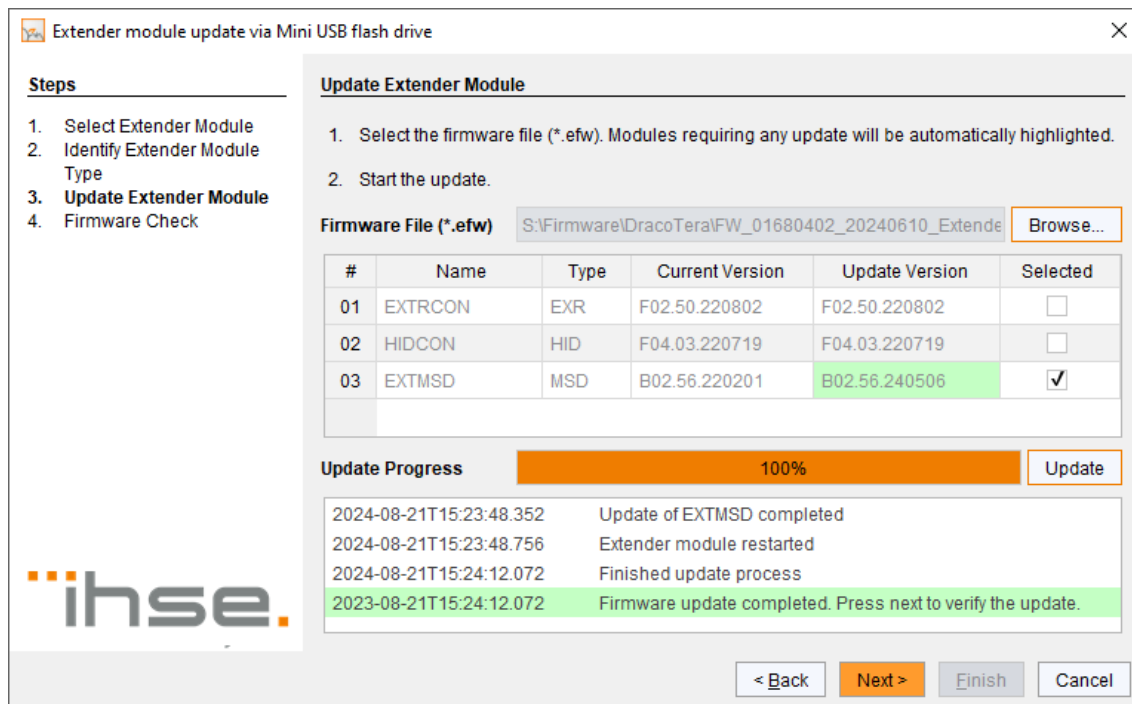 Extender module update via Mini USB flash drive
Steps
1. Select Extender Module
2. Identify Extender Module
Type
3. Update Extender Module
4. Firmware Check
Update Extender Module
1. Select the firmware file (*.efw). Modules requiring any update will be automatically highlighted.
2. Start the update.
Firmware File (*.efw) S:\Firmware\DracoTera\FW_01680402_20240610_Extende Browse...
# Name Type Current Version Update Version Selected
01 EXTRCON EXR F02.50.220802 F02.50.220802
02 HIDCON HID F04.03.220719 F04.03.220719
03 EXTMSD MSD B02.56.220201 B02.56.240506
Update Progress 100% Update
2024-08-21T15:23:48.352 Update of EXTMSD completed
2024-08-21T15:23:48.756 Extender module restarted
2024-08-21T15:24:12.072 Finished update process
2023-08-21T15:24:12.072 Firmware update completed. Press next to verify the update.
ihse.
< Back Next > Finish Cancel